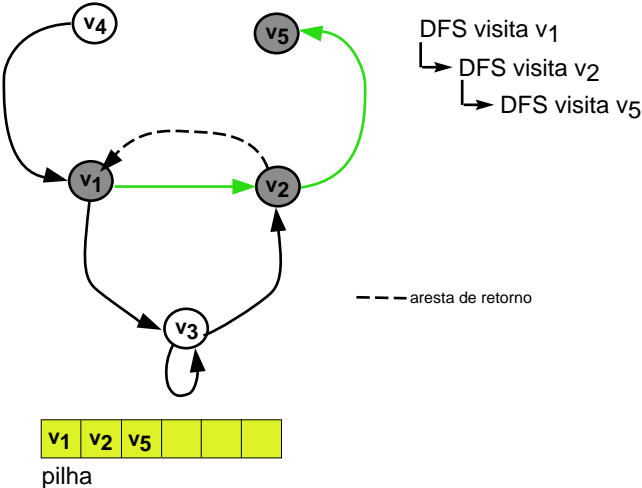 v4
v5
DFS visita v1
DFS visita v2
DFS visita v5
v1
v2
aresta de retorno
v3
v1 v2 v5
pilha